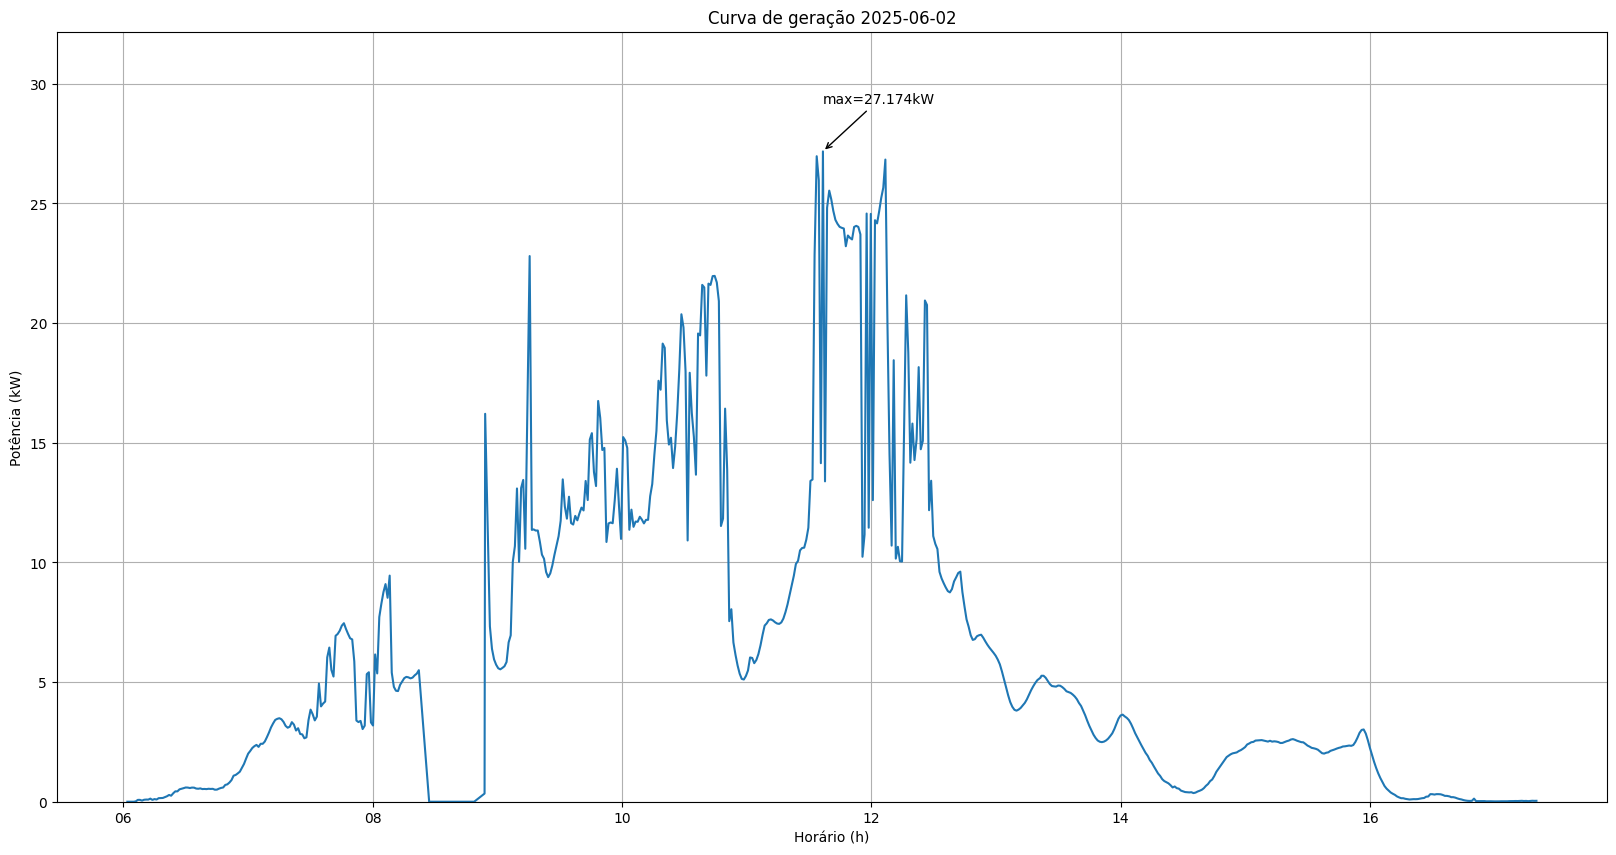 Curva de geração 2025-06-02
30
max=27.174kW
25
20
15
Potência (kW)
10
5
0
06 08 10 12 14 16
Horário (h)